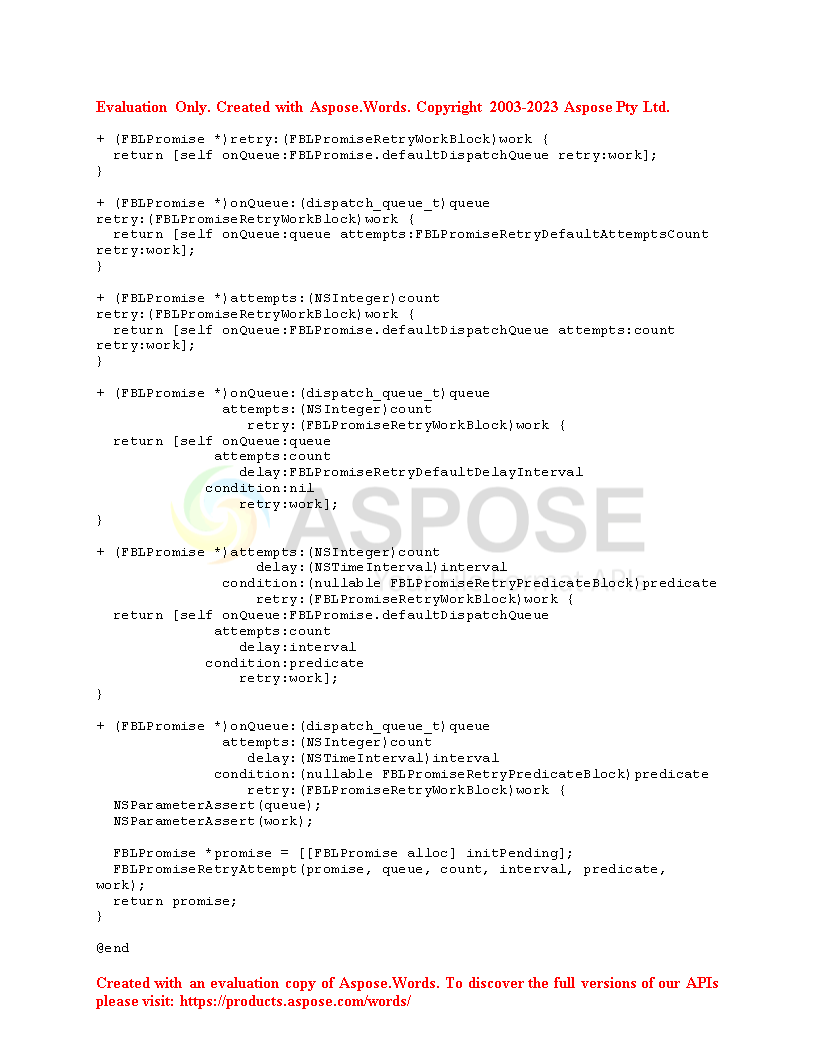 Evaluation Only. Created with Aspose.Words. Copyright 2003-2023 Aspose Pty Ltd.
+ (FBLPromise *)retry:(FBLPromiseRetryWorkBlock)work {
  return [self onQueue:FBLPromise.defaultDispatchQueue retry:work];
}
+ (FBLPromise *)onQueue:(dispatch_queue_t)queue
retry:(FBLPromiseRetryWorkBlock)work {
  return [self onQueue:queue attempts:FBLPromiseRetryDefaultAttemptsCount
retry:work];
}
+ (FBLPromise *)attempts:(NSInteger)count
retry:(FBLPromiseRetryWorkBlock)work {
  return [self onQueue:FBLPromise.defaultDispatchQueue attempts:count
retry:work];
}
+ (FBLPromise *)onQueue:(dispatch_queue_t)queue
               attempts:(NSInteger)count
                  retry:(FBLPromiseRetryWorkBlock)work {
  return [self onQueue:queue
              attempts:count
                 delay:FBLPromiseRetryDefaultDelayInterval
             condition:nil
                 retry:work];
}
ASPOSE
+ (FBLPromise *)attempts:(NSInteger)count
                   delay:(NSTimeInterval)interval
               condition:(nullable FBLPromiseRetryPredicateBlock)predicate
                   retry:(FBLPromiseRetryWorkBlock)work {
  return [self onQueue:FBLPromise.defaultDispatchQueue
              attempts:count
                 delay:interval
             condition:predicate
                 retry:work];
}
+ (FBLPromise *)onQueue:(dispatch_queue_t)queue
               attempts:(NSInteger)count
                  delay:(NSTimeInterval)interval
              condition:(nullable FBLPromiseRetryPredicateBlock)predicate
                  retry:(FBLPromiseRetryWorkBlock)work {
  NSParameterAssert(queue);
  NSParameterAssert(work);
  FBLPromise *promise = [[FBLPromise alloc] initPending];
  FBLPromiseRetryAttempt(promise, queue, count, interval, predicate,
work);
  return promise;
}
@end
Created with an evaluation copy of Aspose.Words. To discover the full versions of our APIs
please visit: https://products.aspose.com/words/